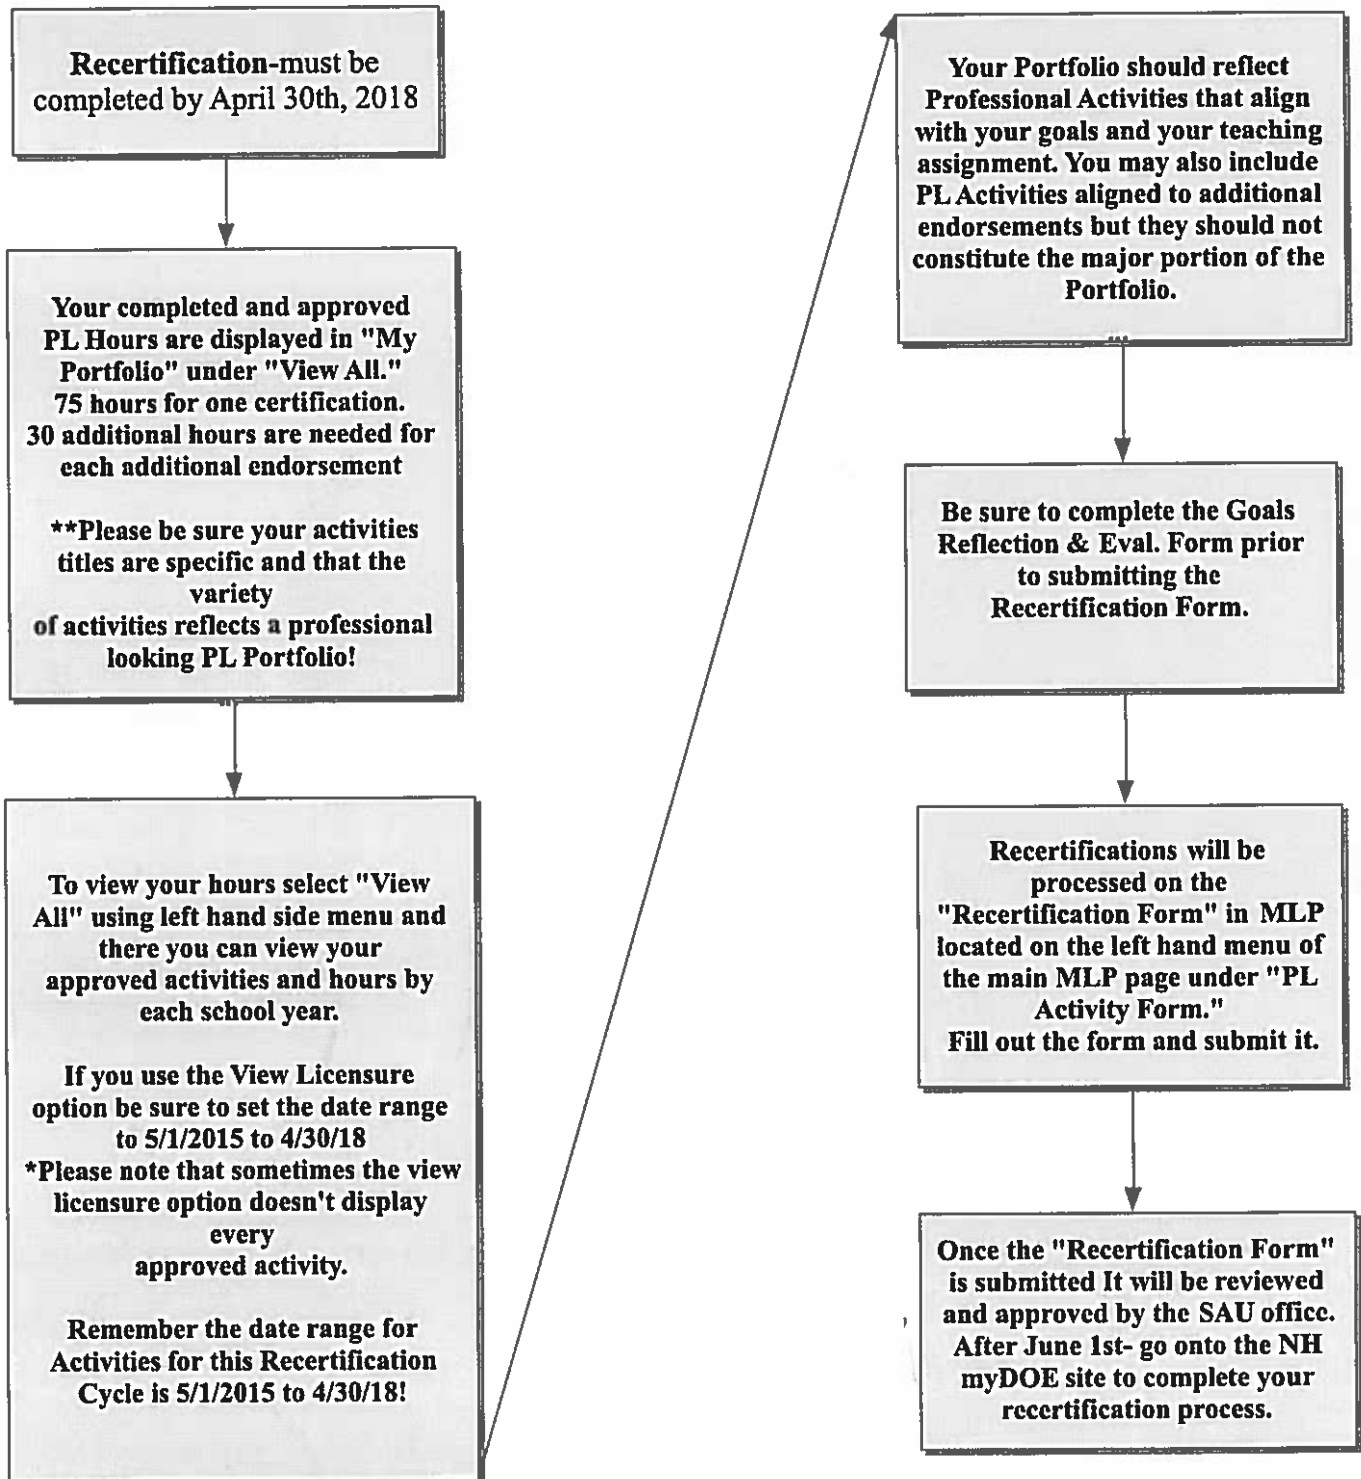 Recertification-must be
completed by April 30th, 2018
Your completed and approved
PL Hours are displayed in "My
Portfolio" under "View All."
75 hours for one certification.
30 additional hours are needed for
each additional endorsement
**Please be sure your activities
titles are specific and that the
variety
of activities reflects a professional
looking PL Portfolio!
To view your hours select "View
All" using left hand side menu and
there you can view your
approved activities and hours by
each school year.
If you use the View Licensure
option be sure to set the date range
to 5/1/2015 to 4/30/18
*Please note that sometimes the view
licensure option doesn't display
every
approved activity.
Remember the date range for
Activities for this Recertification
Cycle is 5/1/2015 to 4/30/18!
Your Portfolio should reflect
Professional Activities that align
with your goals and your teaching
assignment. You may also include
PL Activities aligned to additional
endorsements but they should not
constitute the major portion of the
Portfolio.
Be sure to complete the Goals
Reflection & Eval. Form prior
to submitting the
Recertification Form.
Recertifications will be
processed on the
"Recertification Form" in MLP
located on the left hand menu of
the main MLP page under "PL
Activity Form."
Fill out the form and submit it.
Once the "Recertification Form"
is submitted It will be reviewed
and approved by the SAU office.
After June 1st- go onto the NH
myDOE site to complete your
recertification process.